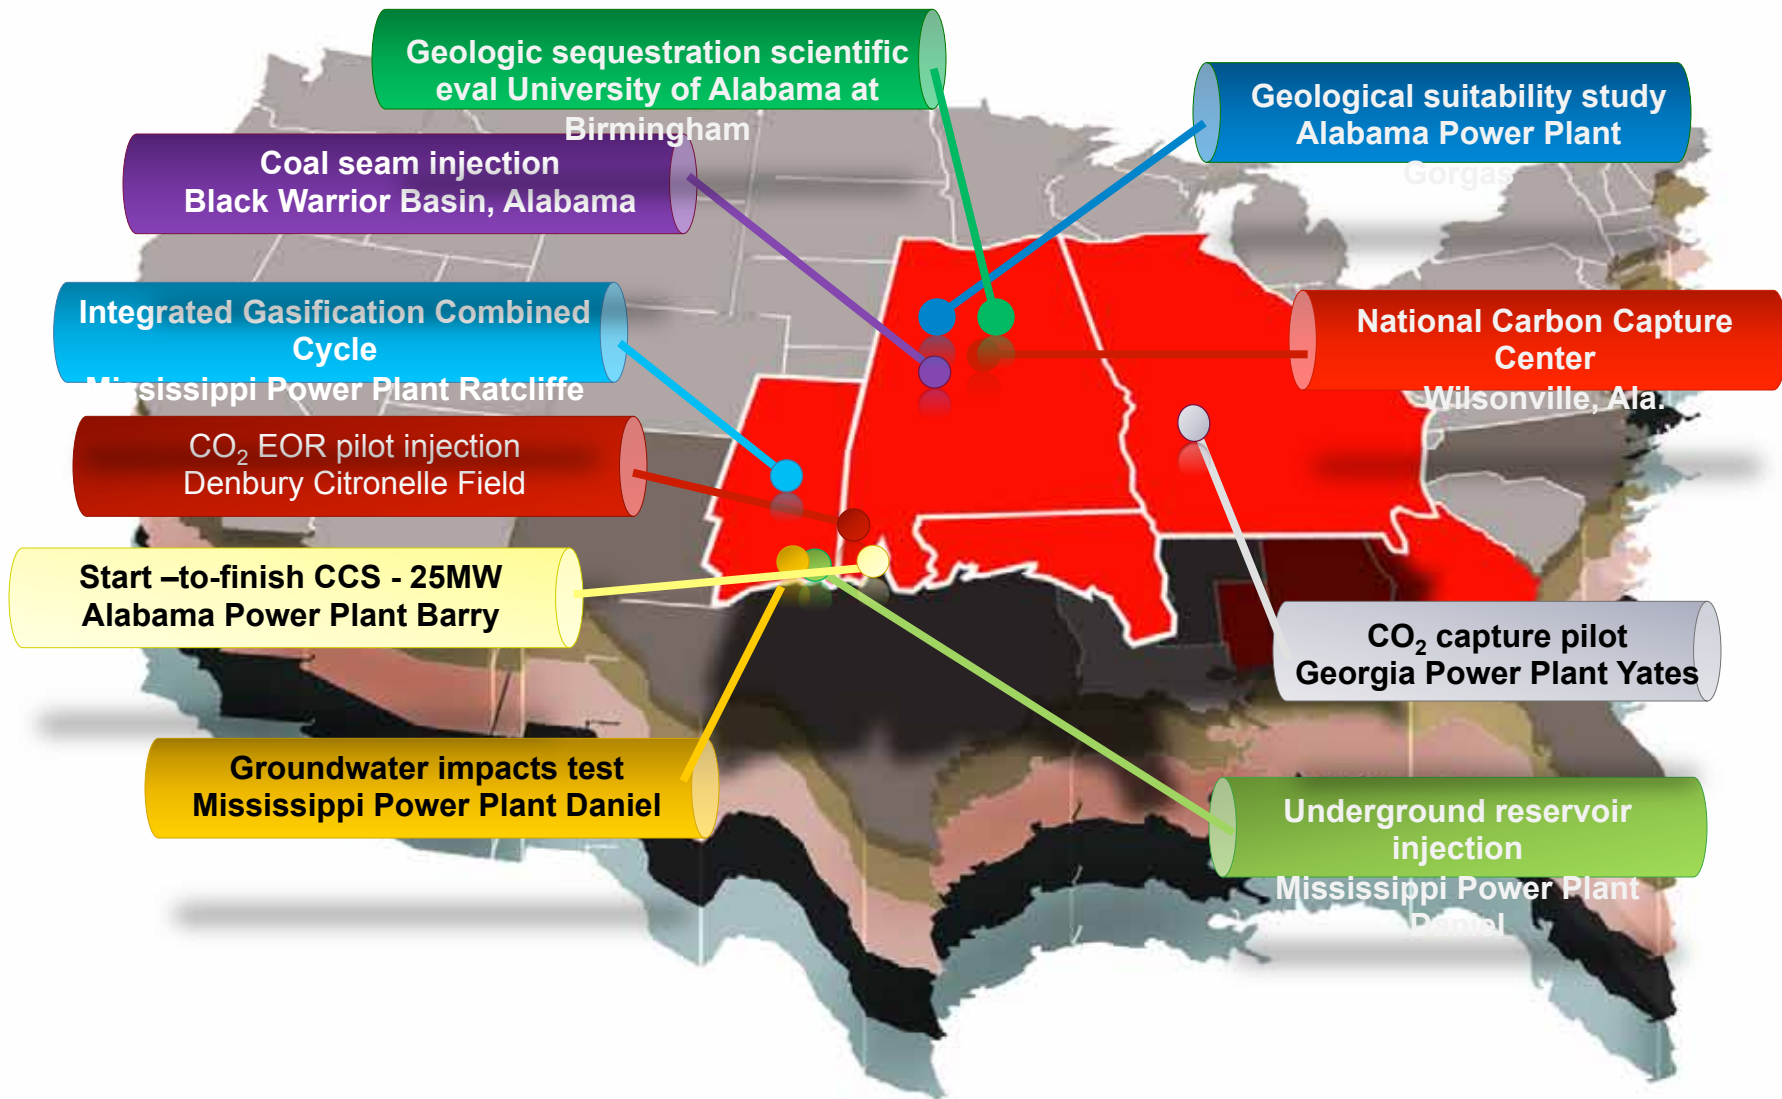 Geologic sequestration scientific
eval University of Alabama at
Birmingham
Geological suitability study
Alabama Power Plant
Gorgas
Coal seam injection
Black Warrior Basin, Alabama
Integrated Gasification Combined
Cycle
Mississippi Power Plant Ratcliffe
National Carbon Capture
Center
Wilsonville, Ala.
CO₂ EOR pilot injection
Denbury Citronelle Field
Start –to-finish CCS - 25MW
Alabama Power Plant Barry
CO₂ capture pilot
Georgia Power Plant Yates
Groundwater impacts test
Mississippi Power Plant Daniel
Underground reservoir
injection
Mississippi Power Plant
Daniel